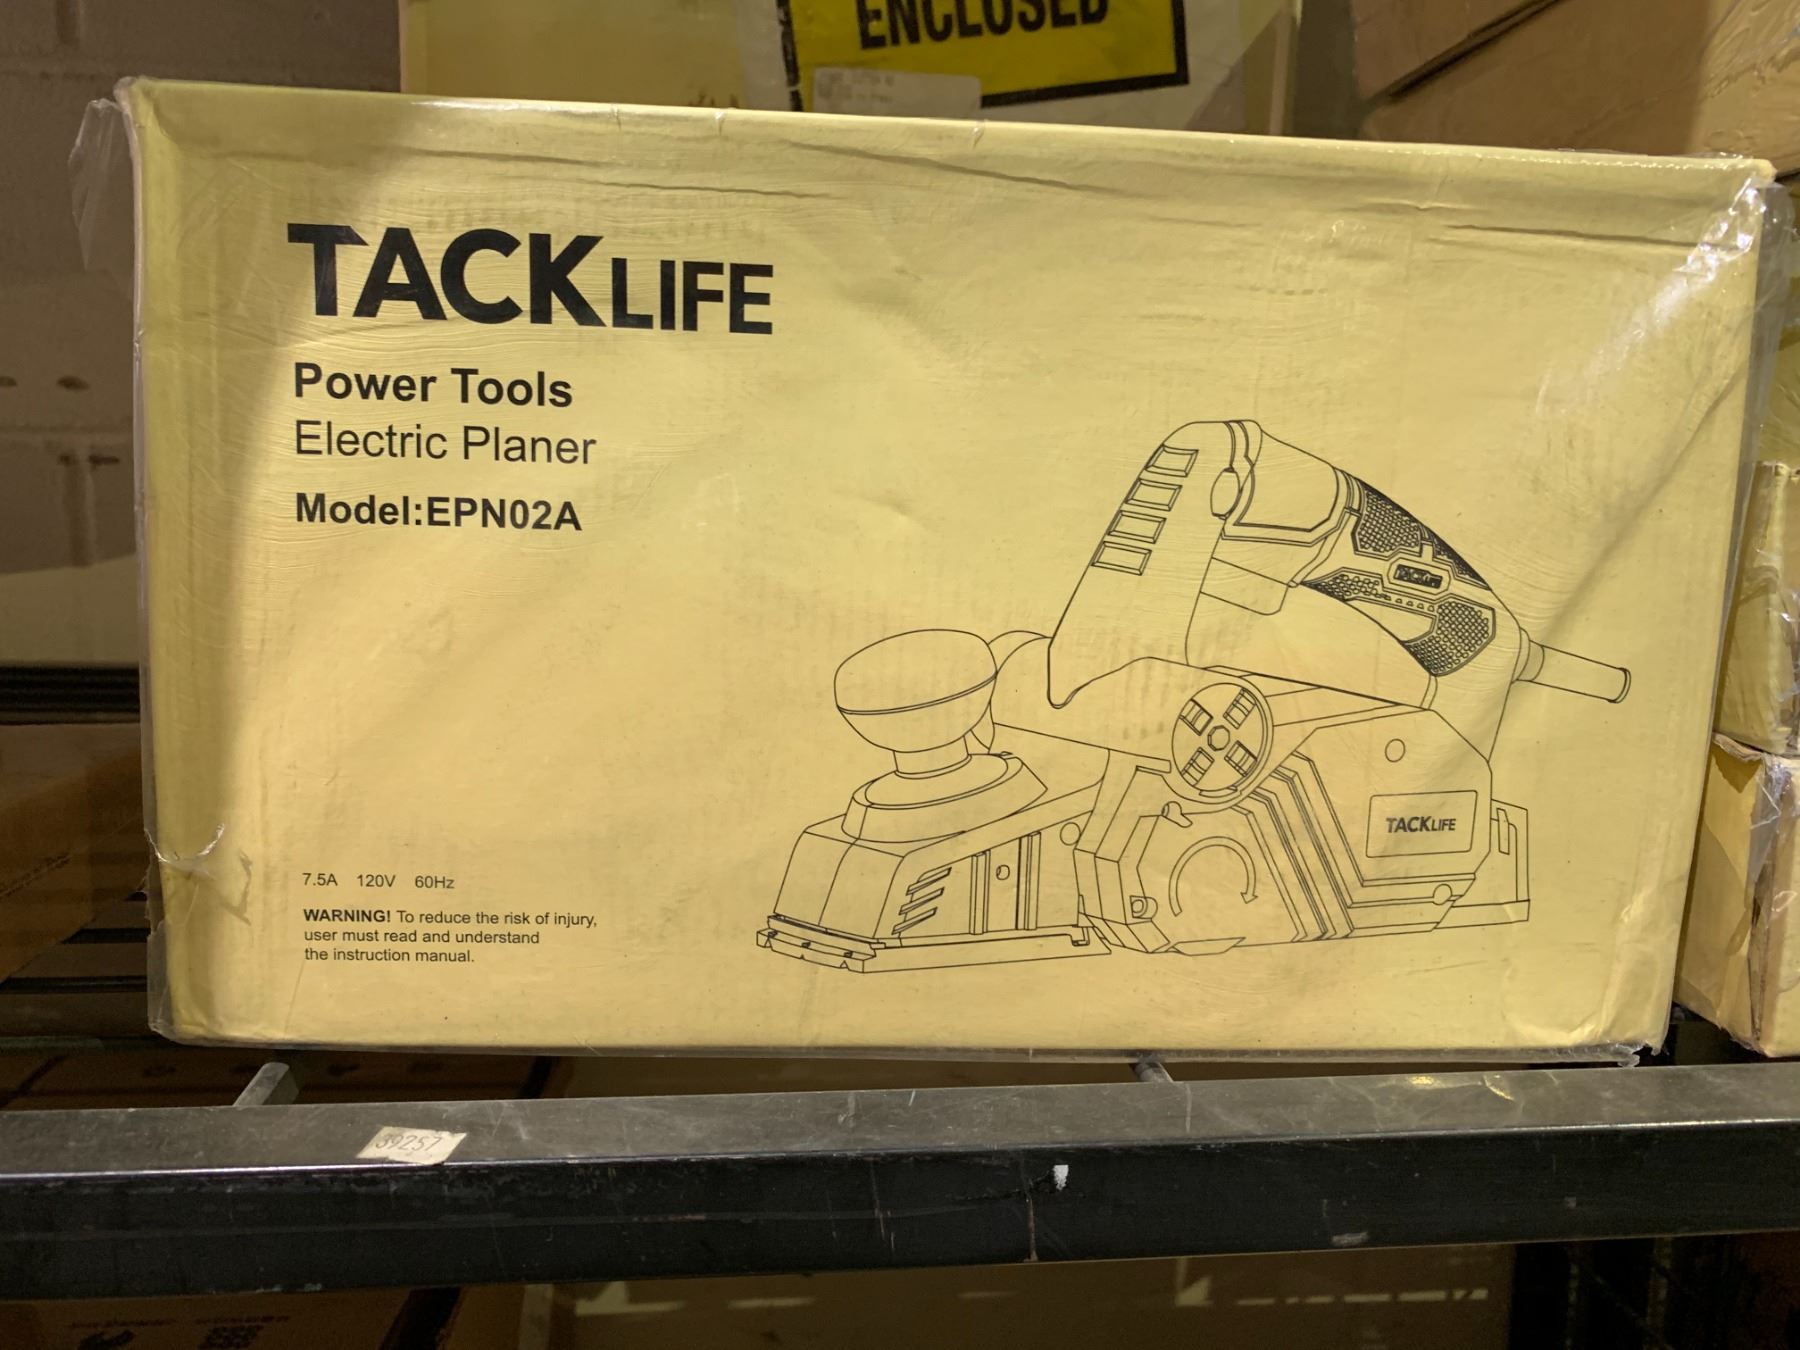 ENCLOSED
TACKLIFE
Power Tools
Electric Planer
Model:EPN02A
TACKLIFE
7.5A 120V 60Hz
WARNING! To reduce the risk of injury,
user must read and understand
the instruction manual.
39257